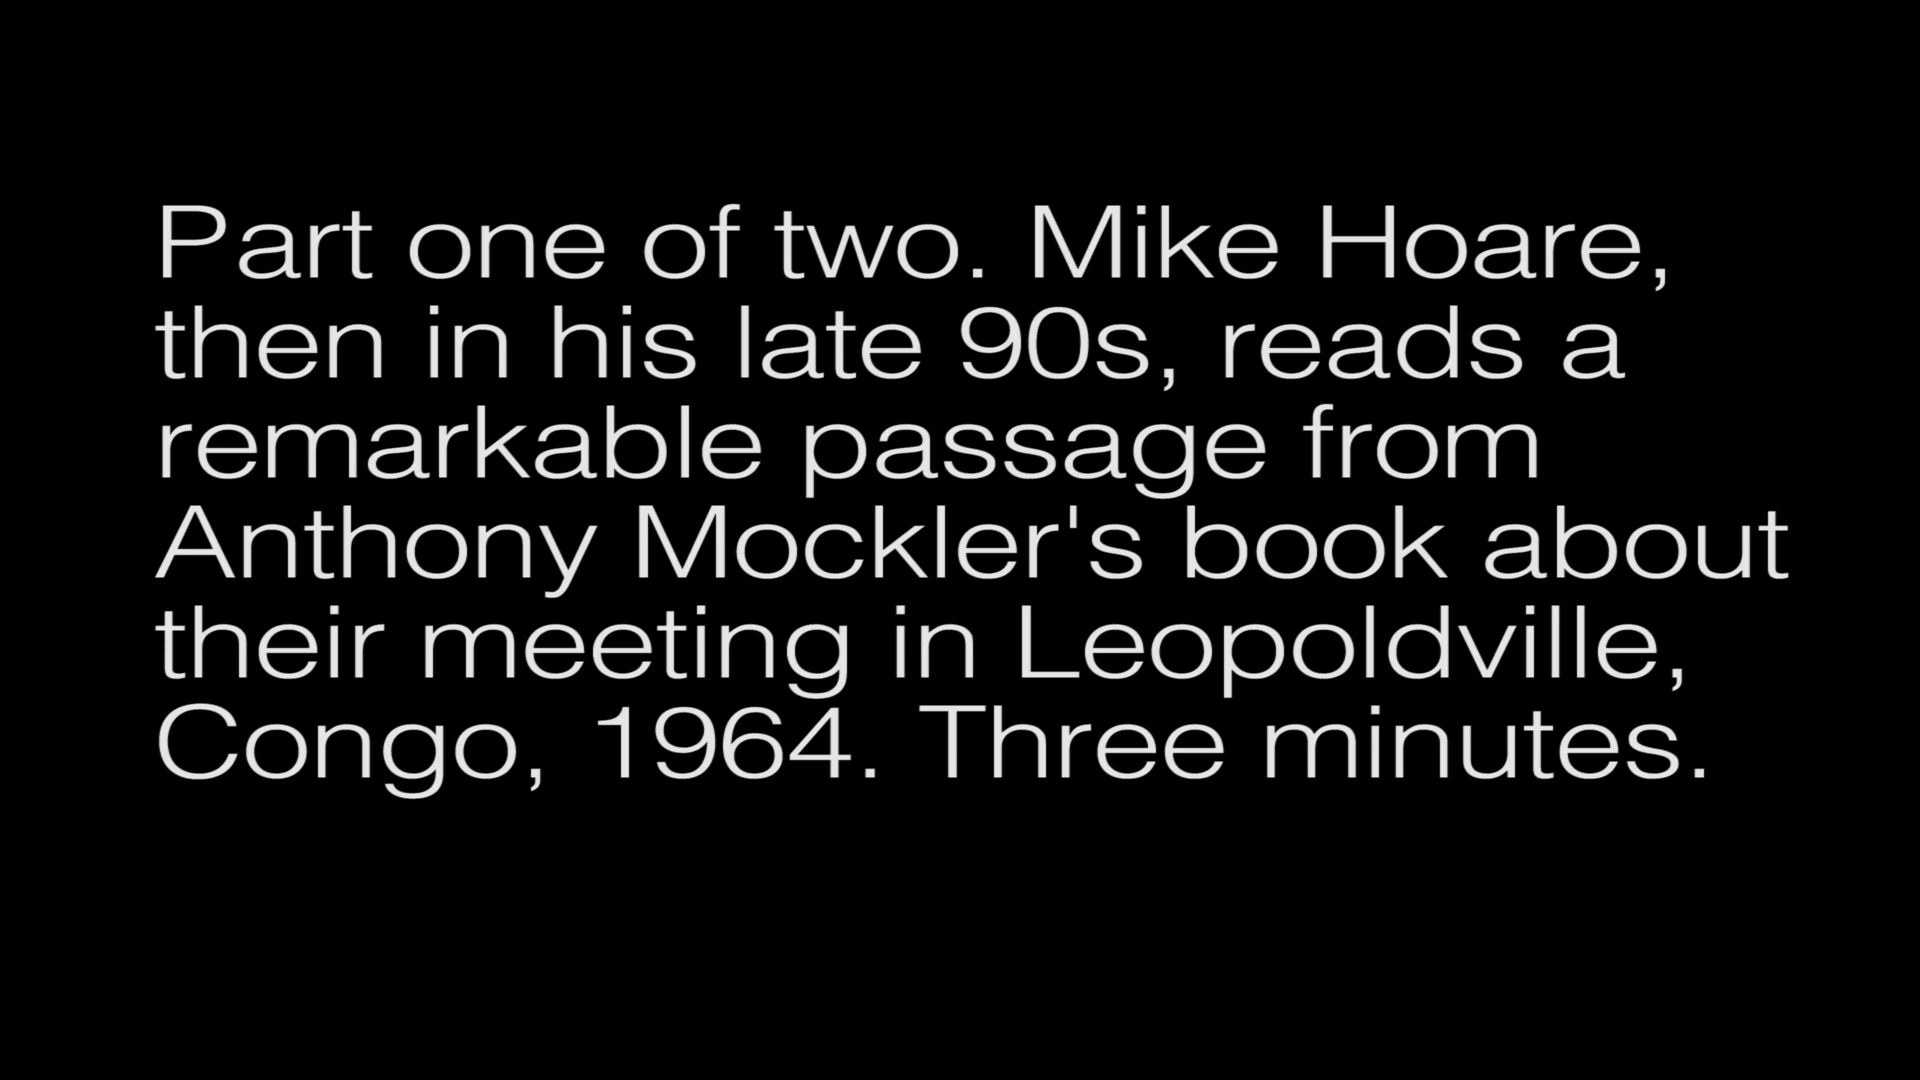 Part one of two. Mike Hoare,
then in his late 90s, reads a
remarkable passage from
Anthony Mockler's book about
their meeting in Leopoldville,
Congo, 1964. Three minutes.